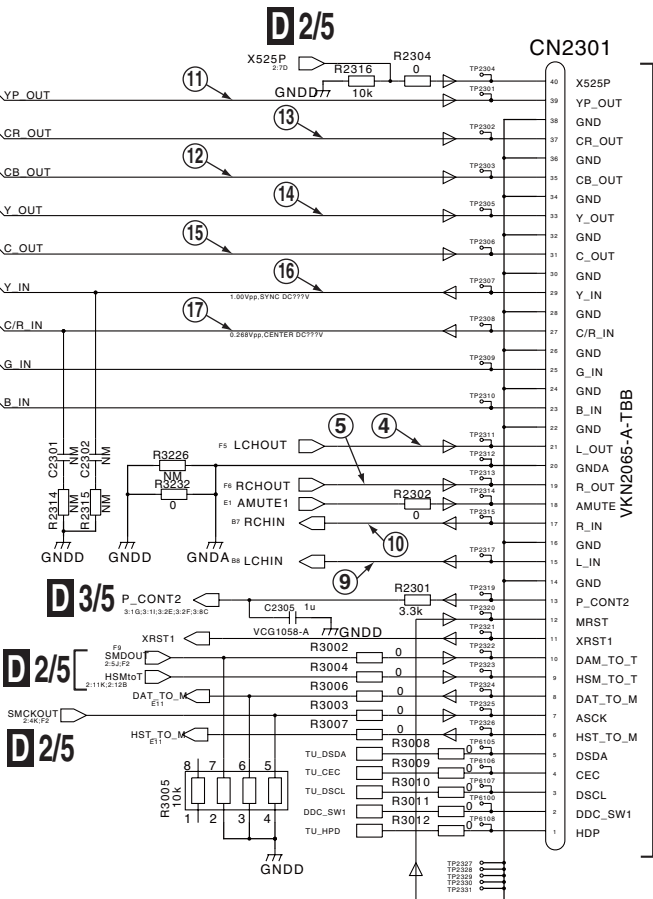 D 2/5
CN2301
X525P
2:7D
R2316
10k
R2304
0
GNDD
TP2304
40 X525P
YP_OUT
11
TP2301
39 YP_OUT
38 GND
CR_OUT
13
TP2302
37 CR_OUT
36 GND
CB_OUT
12
TP2303
35 CB_OUT
34 GND
Y_OUT
14
TP2305
33 Y_OUT
32 GND
C_OUT
15
TP2306
31 C_OUT
30 GND
Y_IN
16
1.00Vpp,SYNC DC???V
TP2307
29 Y_IN
28 GND
C/R_IN
17
0.268Vpp,CENTER DC???V
TP2308
27 C/R_IN
26 GND
G_IN
TP2309
25 G_IN
24 GND
B_IN
TP2310
23 B_IN
22 GND
VKN2065-A-TBB
F5 LCHOUT
5
4
TP2311
21 L_OUT
TP2312
20 GNDA
F6 RCHOUT
TP2313
19 R_OUT
E1 AMUTE1
R2302
0
TP2314
18 AMUTE
B7 RCHIN
10
TP2315
17 R_IN
16 GND
B8 LCHIN
9
TP2317
15 L_IN
14 GND
C2301
NM
C2302
NM
R2314
NM
R2315
NM
R3226
NM
R3232
0
GNDD
GNDD
GNDA
D 3/5
P_CONT2
3:1G;3:1I;3:2E;3:2F;3:8C
R2301
3.3k
TP2319
13 P_CONT2
C2305
1u
VCG1058-A
GNDD
TP2320
12 MRST
XRST1
TP2321
11 XRST1
D 2/5
F9
SMDOUT
2:5J;F2
R3002
0
TP2322
10 DAM_TO_T
HSMtoT
2:11K;2:12B
R3004
0
TP2323
9 HSM_TO_T
DAT_TO_M
E11
R3006
0
TP2324
8 DAT_TO_M
SMCKOUT
2:4K;F2
R3003
0
TP2325
7 ASCK
D 2/5
HST_TO_M
E11
R3007
0
TP2326
6 HST_TO_M
TU_DSDA
R3008
0
TP6105
5 DSDA
TU_CEC
R3009
0
TP6106
4 CEC
TU_DSCL
R3010
0
TP6107
3 DSCL
DDC_SW1
R3011
0
TP6100
2 DDC_SW1
TU_HPD
R3012
0
TP6108
1 HDP
R3005
10k
8 7 6 5
1 2 3 4
GNDD
TP2327
TP2328
TP2329
TP2330
TP2331